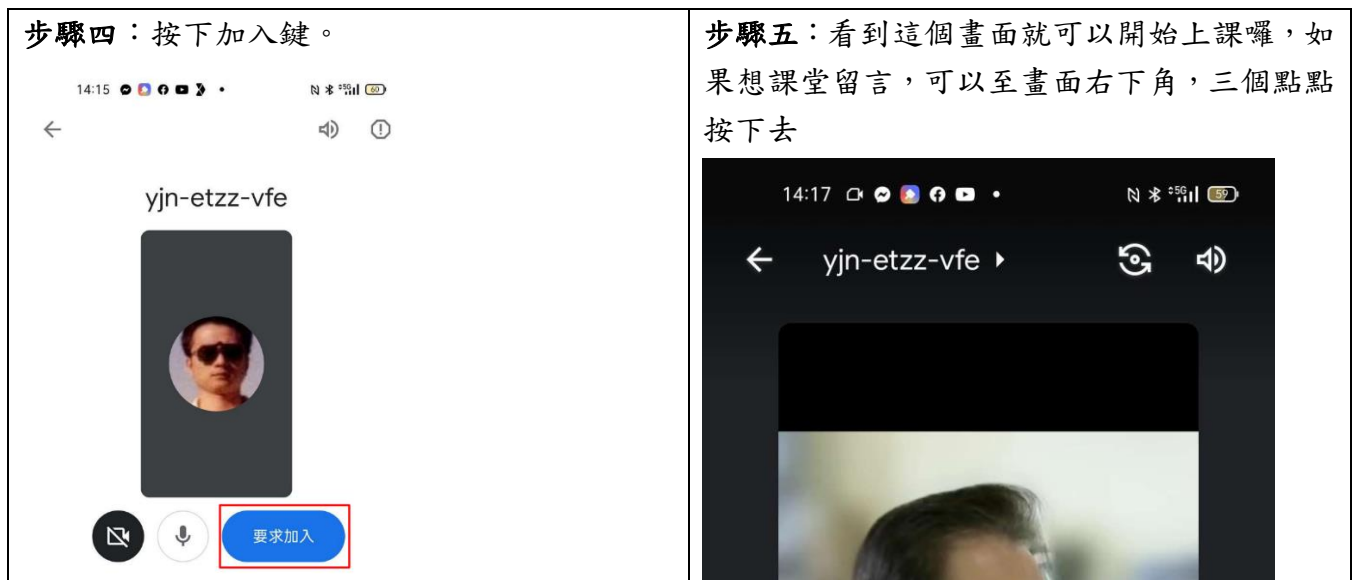 步驟四：按下加入鍵。
14:15
60
yjn-etzz-vfe
要求加入
步驟五：看到這個畫面就可以開始上課囉，如
果想課堂留言，可以至畫面右下角，三個點點
按下去
14:17
5G
59
yjn-etzz-vfe